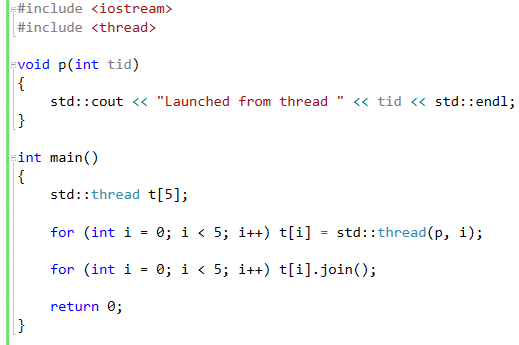 #include <iostream>
#include <thread>
void p(int tid)
{
    std::cout << "Launched from thread " << tid << std::endl;
}
int main()
{
    std::thread t[5];
    for (int i = 0; i < 5; i++) t[i] = std::thread(p, i);
    for (int i = 0; i < 5; i++) t[i].join();
    return 0;
}